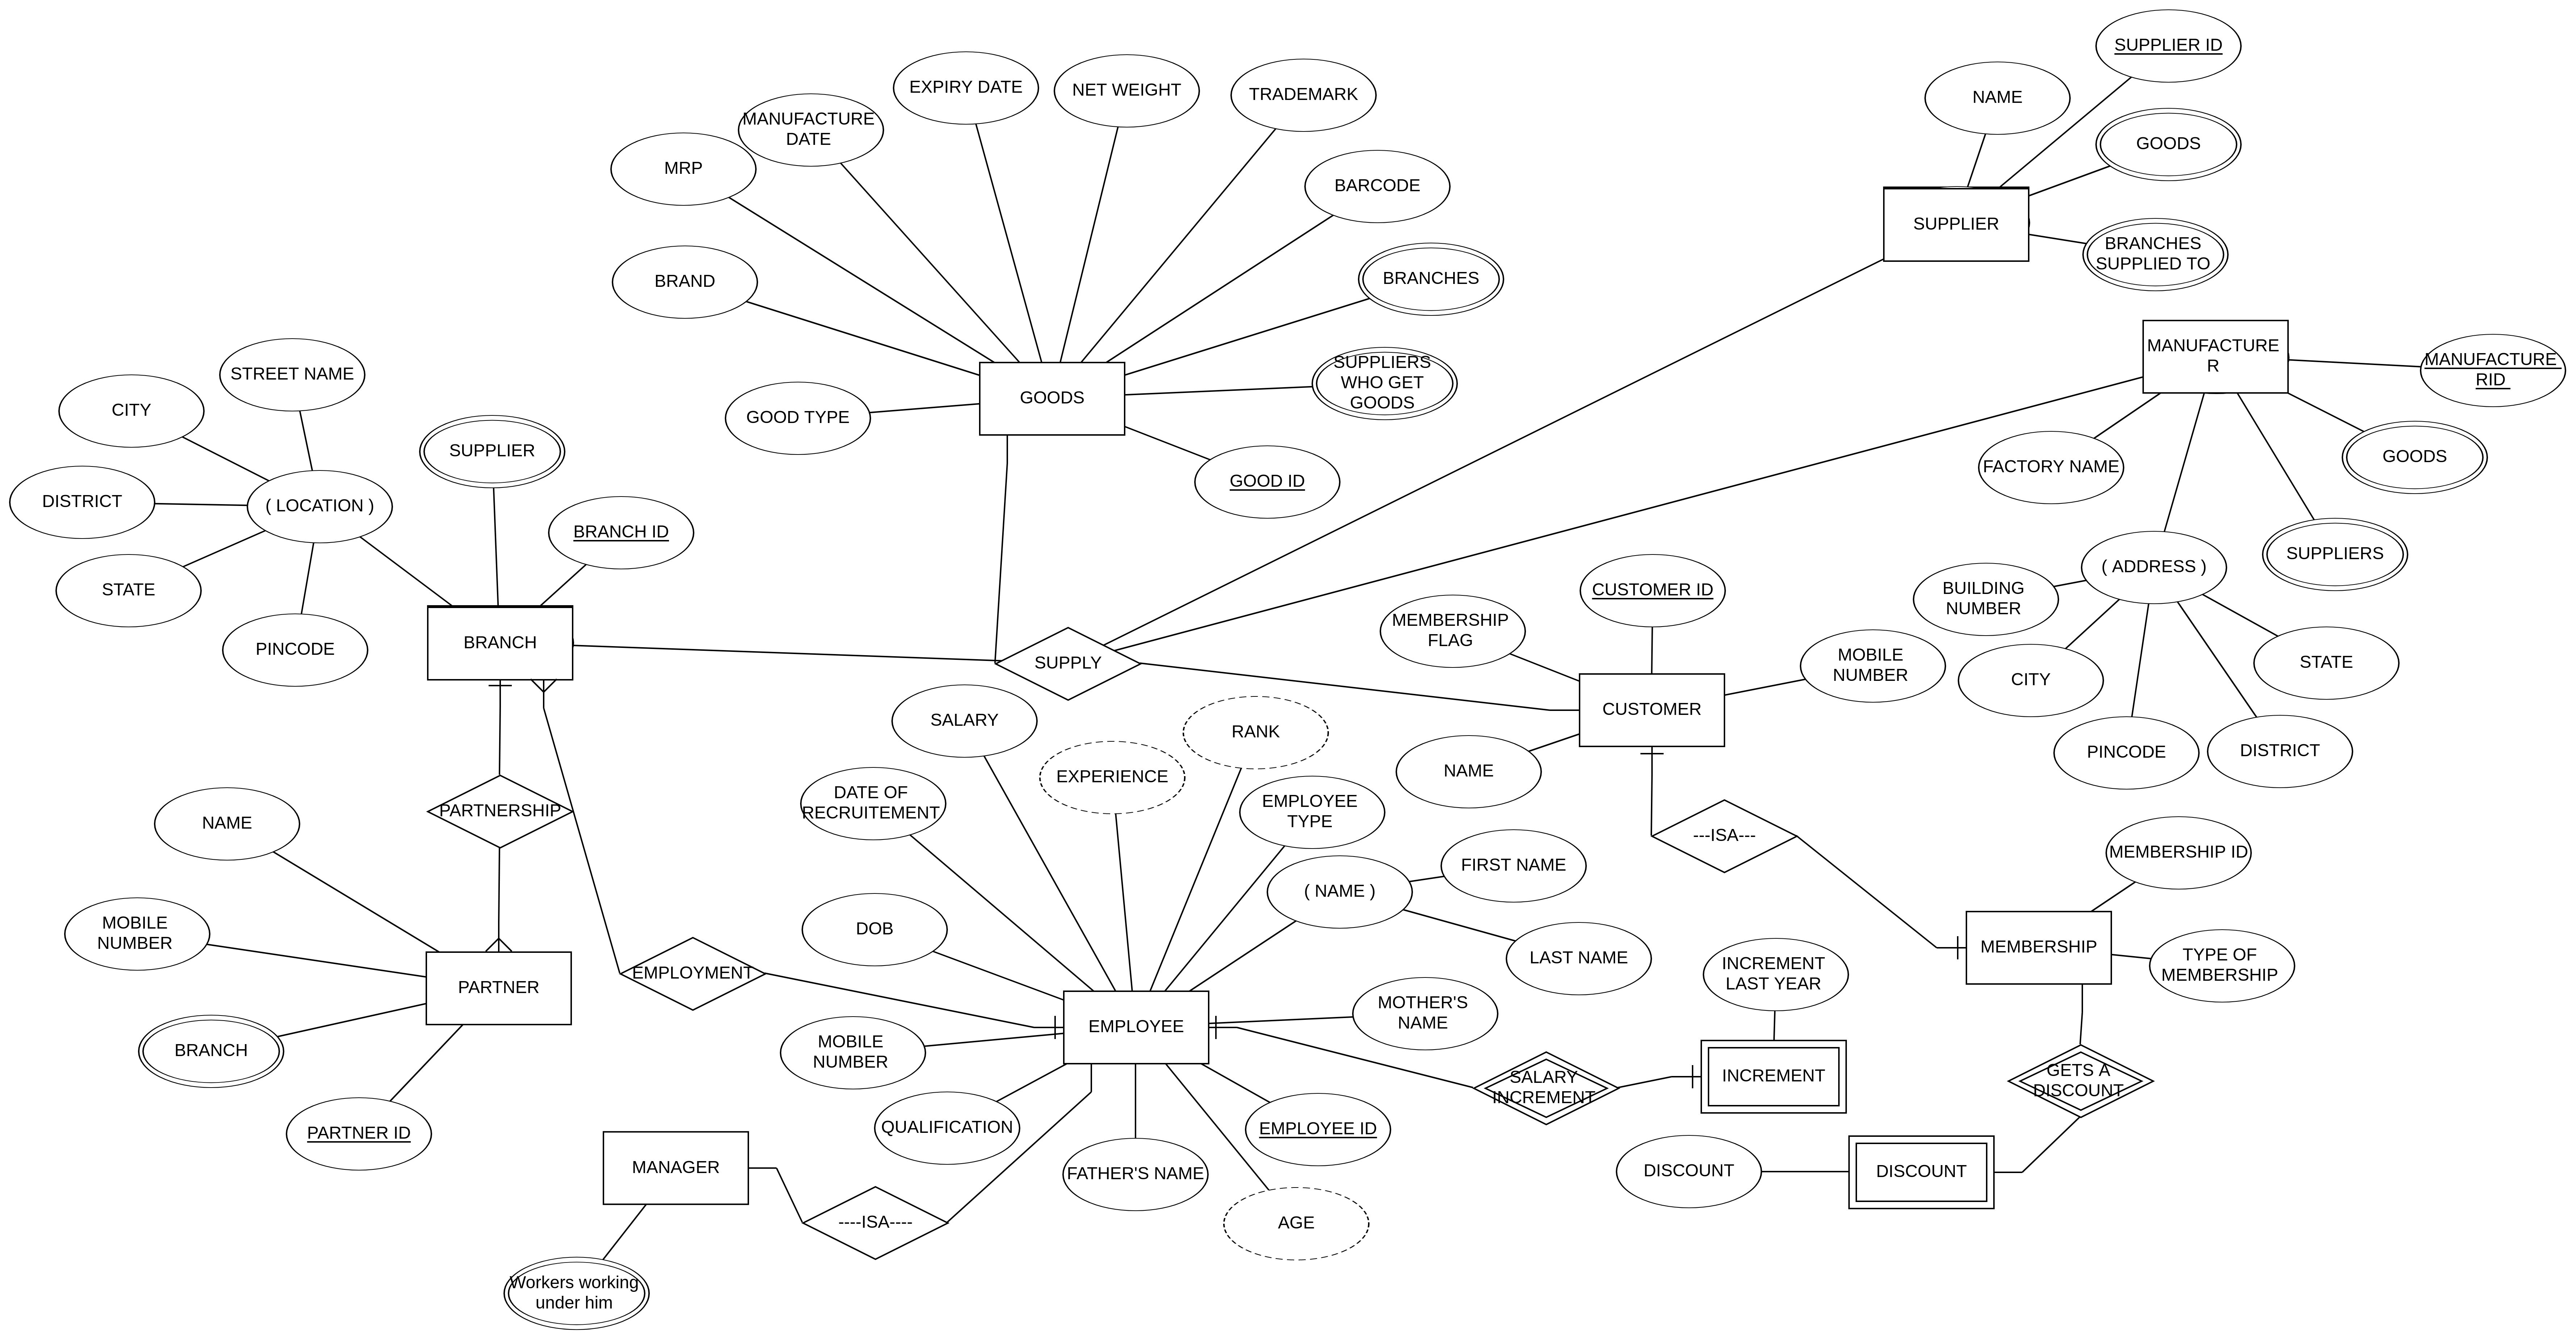 SUPPLIER ID
EXPIRY DATE
NET WEIGHT
TRADEMARK
NAME
MANUFACTURE
DATE
GOODS
MRP
BARCODE
SUPPLIER
BRANCHES
SUPPLIED TO
BRAND
BRANCHES
MANUFACTURE
R
MANUFACTURE
RID
STREET NAME
SUPPLIERS
WHO GET
GOODS
GOODS
CITY
GOOD TYPE
SUPPLIER
FACTORY NAME
GOODS
GOOD ID
DISTRICT
( LOCATION )
BRANCH ID
SUPPLIERS
( ADDRESS )
STATE
CUSTOMER ID
BUILDING
NUMBER
MEMBERSHIP
FLAG
PINCODE
BRANCH
SUPPLY
MOBILE
NUMBER
STATE
CITY
CUSTOMER
SALARY
RANK
PINCODE
DISTRICT
EXPERIENCE
NAME
DATE OF
RECRUITEMENT
EMPLOYEE
TYPE
PARTNERSHIP
NAME
---ISA---
MEMBERSHIP ID
( NAME )
FIRST NAME
MOBILE
NUMBER
DOB
LAST NAME
MEMBERSHIP
TYPE OF
MEMBERSHIP
EMPLOYMENT
INCREMENT
LAST YEAR
PARTNER
MOTHER'S
NAME
EMPLOYEE
BRANCH
MOBILE
NUMBER
SALARY
INCREMENT
INCREMENT
GETS A
DISCOUNT
PARTNER ID
QUALIFICATION
EMPLOYEE ID
MANAGER
FATHER'S NAME
DISCOUNT
DISCOUNT
----ISA----
AGE
Workers working
under him